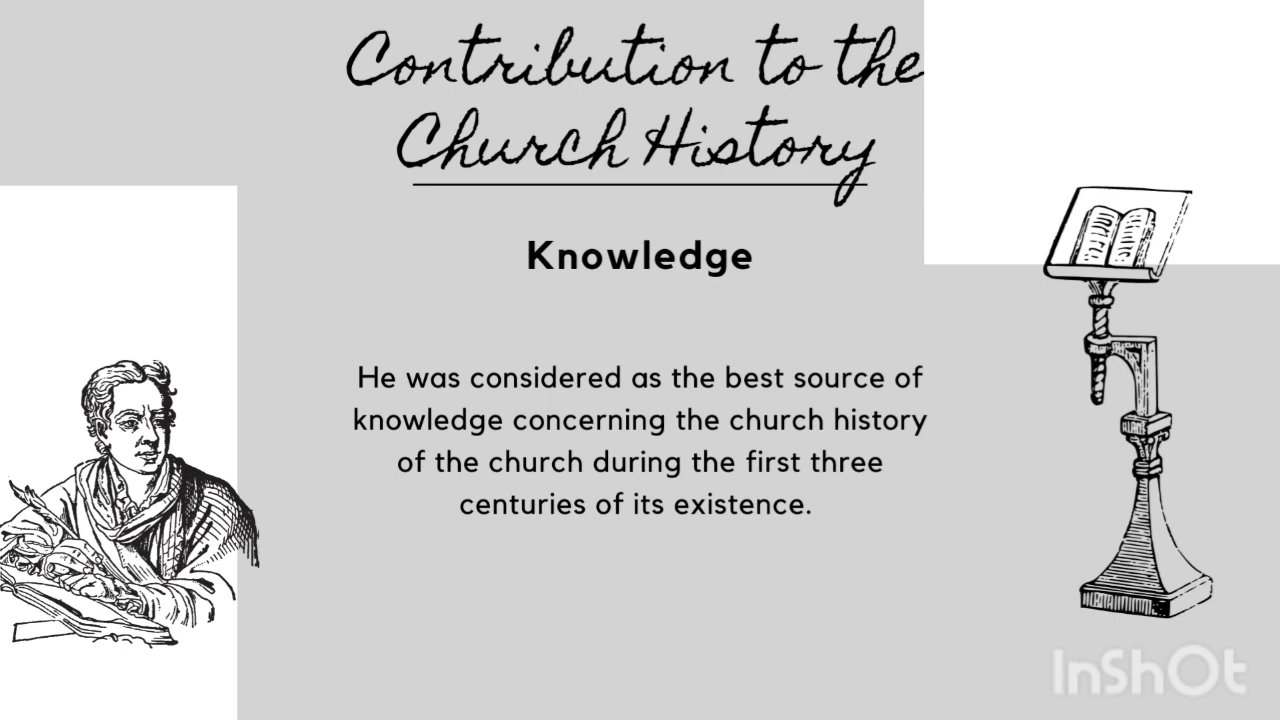 Contribution to the
Church History
Knowledge
He was considered as the best source of
knowledge concerning the church history
of the church during the first three
centuries of its existence.
InShOt